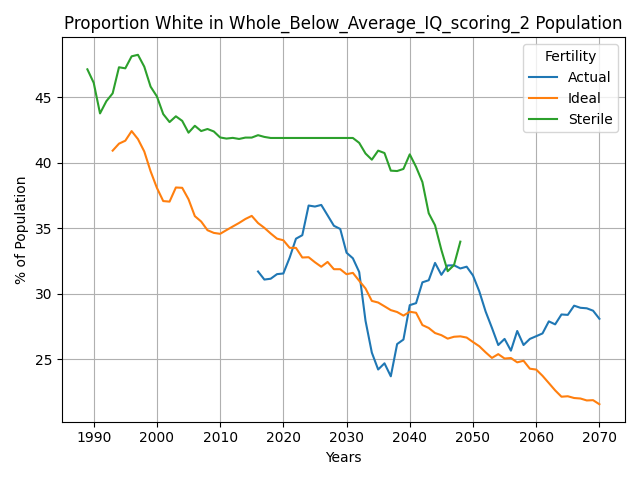 Proportion White in Whole_Below_Average_IQ_scoring_2 Population
Fertility
Actual
Ideal
Sterile
% of Population
45
40
35
30
25
1990 2000 2010 2020 2030 2040 2050 2060 2070
Years